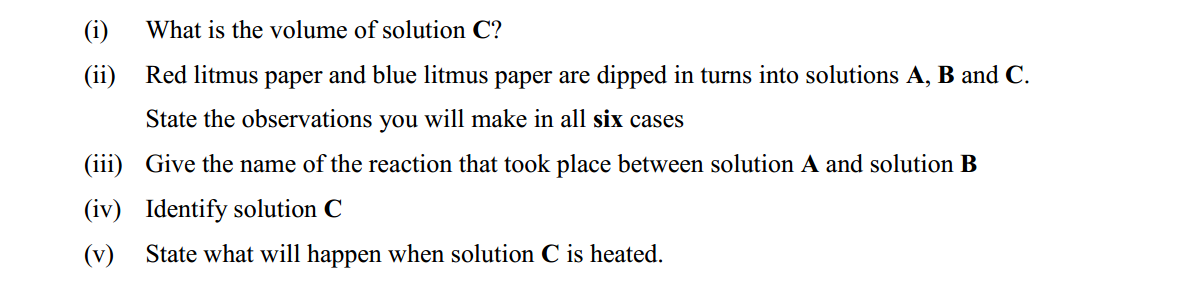 (i) What is the volume of solution C?
(ii) Red litmus paper and blue litmus paper are dipped in turns into solutions A, B and C.
State the observations you will make in all six cases
(iii) Give the name of the reaction that took place between solution A and solution B
(iv) Identify solution C
(v) State what will happen when solution C is heated.